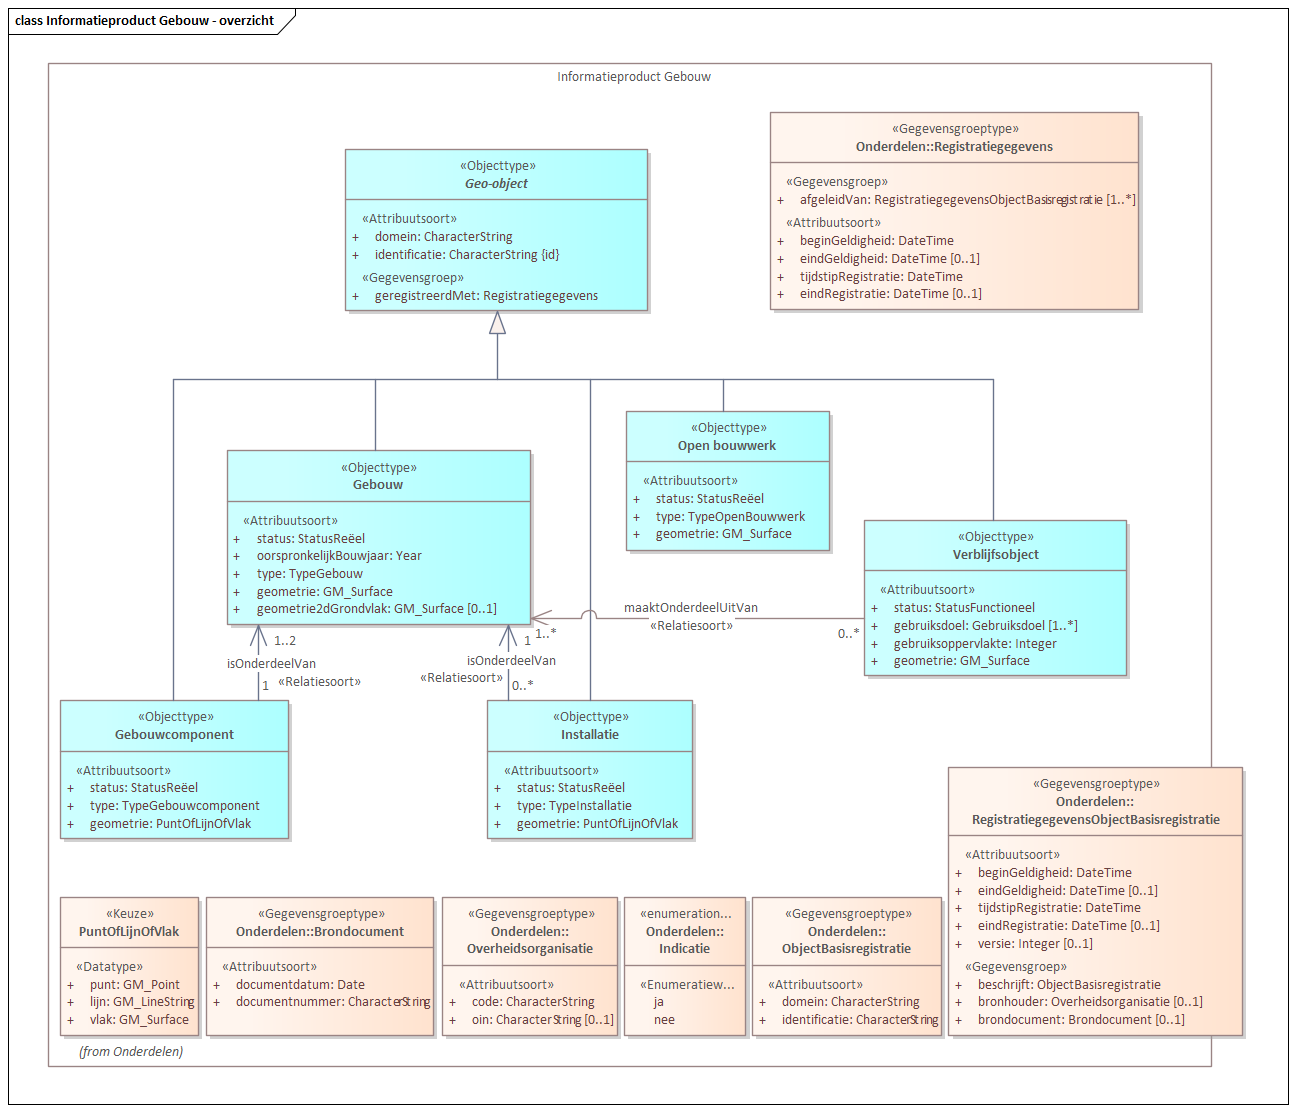 class Informatieproduct Gebouw - overzicht
Informatieproduct Gebouw
«Objecttype»
Geo-object
«Attribuutsoort»
+ domein: CharacterString
+ identificatie: CharacterString {id}
«Gegevensgroep»
+ geregistreerdMet: Registratiegegevens
«Gegevensgroeptype»
Onderdelen::Registratiegegevens
«Gegevensgroep»
+ afgeleidVan: RegistratiegegevensObjectBasisregistratie [1..*]
«Attribuutsoort»
+ beginGeldigheid: DateTime
+ eindGeldigheid: DateTime [0..1]
+ tijdstipRegistratie: DateTime
+ eindRegistratie: DateTime [0..1]
«Objecttype»
Gebouw
«Attribuutsoort»
+ status: StatusReëel
+ oorspronkelijkBouwjaar: Year
+ type: TypeGebouw
+ geometrie: GM_Surface
+ geometrie2dGrondvlak: GM_Surface [0..1]
«Objecttype»
Open bouwwerk
«Attribuutsoort»
+ status: StatusReëel
+ type: TypeOpenBouwwerk
+ geometrie: GM_Surface
«Objecttype»
Verblijfsobject
«Attribuutsoort»
+ status: StatusFunctioneel
+ gebruiksdoel: Gebruiksdoel [1..*]
+ gebruiksoppervlakte: Integer
+ geometrie: GM_Surface
maaktOnderdeelUitVan
«Relatiesoort»
1..*
0..*
1..2
isOnderdeelVan
«Relatiesoort»
1
1
isOnderdeelVan
«Relatiesoort»
0..*
«Objecttype»
Gebouwcomponent
«Attribuutsoort»
+ status: StatusReëel
+ type: TypeGebouwcomponent
+ geometrie: PuntOfLijnOfVlak
«Objecttype»
Installatie
«Attribuutsoort»
+ status: StatusReëel
+ type: TypeInstallatie
+ geometrie: PuntOfLijnOfVlak
«Gegevensgroeptype»
Onderdelen::
RegistratiegegevensObjectBasisregistratie
«Attribuutsoort»
+ beginGeldigheid: DateTime
+ eindGeldigheid: DateTime [0..1]
+ tijdstipRegistratie: DateTime
+ eindRegistratie: DateTime [0..1]
+ versie: Integer [0..1]
«Gegevensgroep»
+ beschrijft: ObjectBasisregistratie
+ bronhouder: Overheidsorganisatie [0..1]
+ brondocument: Brondocument [0..1]
«Keuze»
PuntOfLijnOfVlak
«Datatype»
+ punt: GM_Point
+ lijn: GM_LineString
+ vlak: GM_Surface
(from Onderdelen)
«Gegevensgroeptype»
Onderdelen::Brondocument
«Attribuutsoort»
+ documentdatum: Date
+ documentnummer: CharacterString
«Gegevensgroeptype»
Onderdelen::
Overheidsorganisatie
«Attribuutsoort»
+ code: CharacterString
+ oin: CharacterString [0..1]
«enumeration...
Onderdelen::
Indicatie
«Enumeratiew...
ja
nee
«Gegevensgroeptype»
Onderdelen::
ObjectBasisregistratie
«Attribuutsoort»
+ domein: CharacterString
+ identificatie: CharacterString